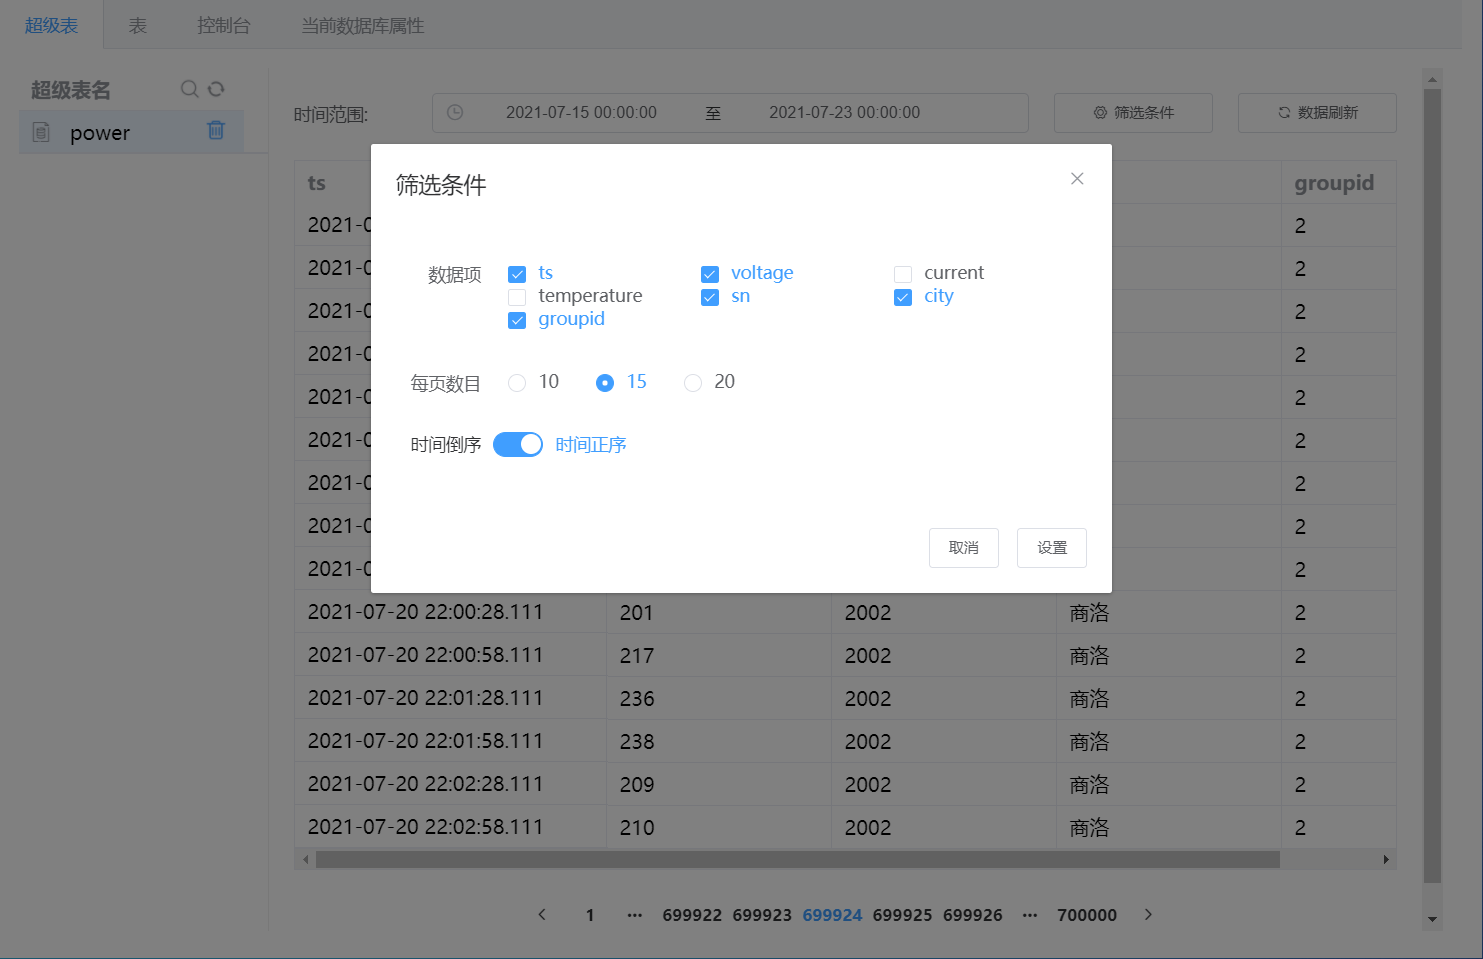 超级表 表 控制台 当前数据库属性
超级表名
power
时间范围: 2021-07-15 00:00:00 至 2021-07-23 00:00:00 筛选条件 数据刷新
ts groupid
筛选条件
数据项 ts voltage current
temperature sn city
groupid
每页数目 10 15 20
时间倒序 时间正序
取消 设置
2021-0 2
2021-0 2
2021-0 2
2021-0 2
2021-0 2
2021-0 2
2021-0 2
2021-0 2
2021-0 2
2021-07-20 22:00:28.111 201 2002 商洛 2
2021-07-20 22:00:58.111 217 2002 商洛 2
2021-07-20 22:01:28.111 236 2002 商洛 2
2021-07-20 22:01:58.111 238 2002 商洛 2
2021-07-20 22:02:28.111 209 2002 商洛 2
2021-07-20 22:02:58.111 210 2002 商洛 2
1 ... 699922 699923 699924 699925 699926 ... 700000